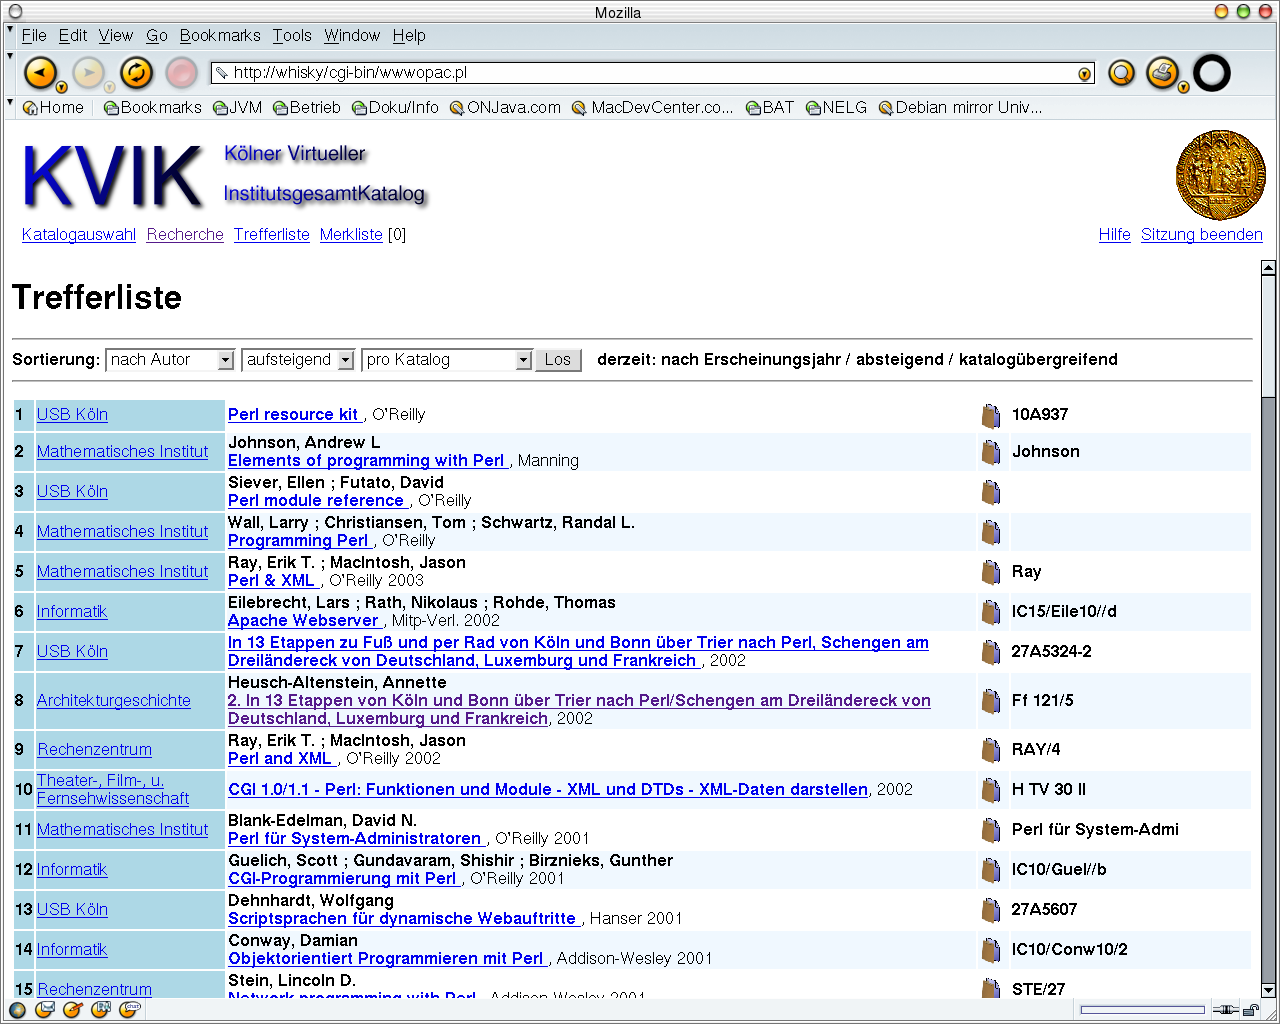 Mozilla
File Edit View Go Bookmarks Tools Window Help
http://whisky/cgi-bin/wwwopac.pl
Home Bookmarks JVM Betrieb Doku/Info ONJava.com MacDevCenter.co... BAT NELG Debian mirror Univ...
KVIK Kölner Virtueller
InstitutsgesamtKatalog
Katalogauswahl Recherche Trefferliste Merkliste [0] Hilfe Sitzung beenden
Trefferliste
Sortierung: nach Autor aufsteigend pro Katalog Los derzeit: nach Erscheinungsjahr / absteigend / katalogübergreifend
1 USB Köln Perl resource kit , O'Reilly 10A937
2 Mathematisches Institut Johnson, Andrew L
Elements of programming with Perl , Manning Johnson
3 USB Köln Siever, Ellen ; Futato, David
Perl module reference , O'Reilly
4 Mathematisches Institut Wall, Larry ; Christiansen, Tom ; Schwartz, Randal L.
Programming Perl , O'Reilly
5 Mathematisches Institut Ray, Erik T. ; MacIntosh, Jason
Perl & XML , O'Reilly 2003 Ray
6 Informatik Eilebrecht, Lars ; Rath, Nikolaus ; Rohde, Thomas
Apache Webserver , Mitp-Verl. 2002 IC15/Eile10//d
7 USB Köln In 13 Etappen zu Fuß und per Rad von Köln und Bonn über Trier nach Perl, Schengen am
Dreiländereck von Deutschland, Luxemburg und Frankreich , 2002 27A5324-2
8 Architekturgeschichte Heusch-Altenstein, Annette
2. In 13 Etappen von Köln und Bonn über Trier nach Perl/Schengen am Dreiländereck von
Deutschland, Luxemburg und Frankreich, 2002 Ff 121/5
9 Rechenzentrum Ray, Erik T. ; MacIntosh, Jason
Perl and XML , O'Reilly 2002 RAY/4
10 Theater-, Film-, u.
Fernsehwissenschaft CGI 1.0/1.1 - Perl: Funktionen und Module - XML und DTDs - XML-Daten darstellen, 2002 H TV 30 II
11 Mathematisches Institut Blank-Edelman, David N.
Perl für System-Administratoren , O'Reilly 2001 Perl für System-Admi
12 Informatik Guelich, Scott ; Gundavaram, Shishir ; Birznieks, Gunther
CGI-Programmierung mit Perl , O'Reilly 2001 IC10/Guel//b
13 USB Köln Dehnhardt, Wolfgang
Scriptsprachen für dynamische Webauftritte , Hanser 2001 27A5607
14 Informatik Conway, Damian
Objektorientiert Programmieren mit Perl , Addison-Wesley 2001 IC10/Conw10/2
15 Rechenzentrum Stein, Lincoln D.
Network programming with Perl , Addison-Wesley 2001 STE/27